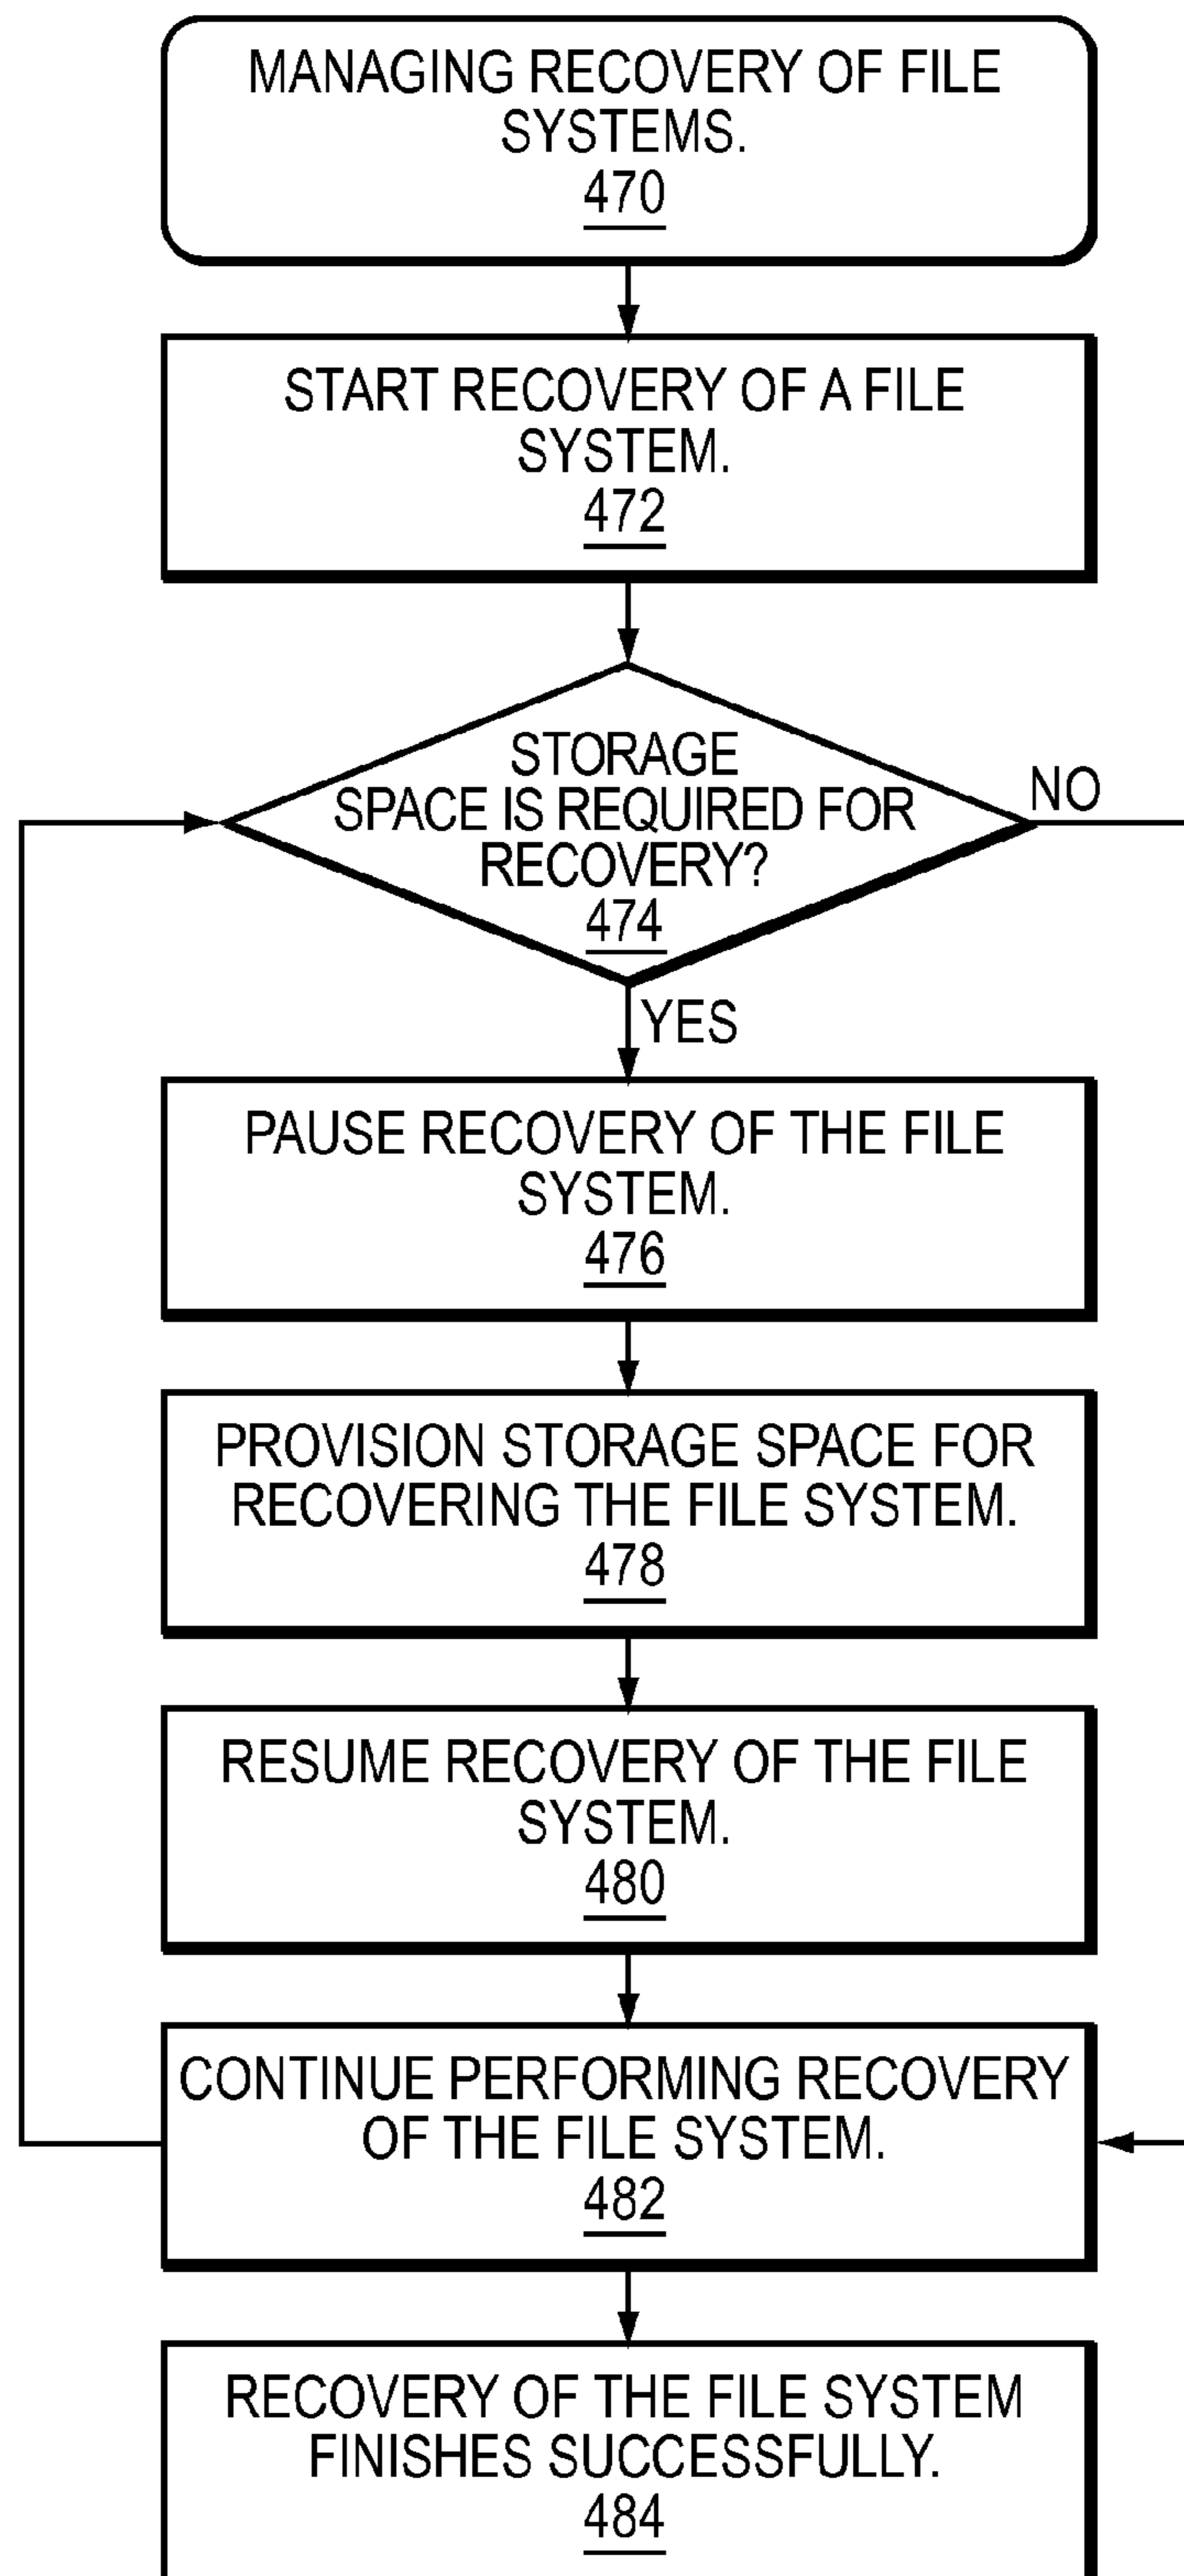 MANAGING RECOVERY OF FILE
SYSTEMS.
470
START RECOVERY OF A FILE
SYSTEM.
472
STORAGE
SPACE IS REQUIRED FOR
RECOVERY?
474
NO
YES
PAUSE RECOVERY OF THE FILE
SYSTEM.
476
PROVISION STORAGE SPACE FOR
RECOVERING THE FILE SYSTEM.
478
RESUME RECOVERY OF THE FILE
SYSTEM.
480
CONTINUE PERFORMING RECOVERY
OF THE FILE SYSTEM.
482
RECOVERY OF THE FILE SYSTEM
FINISHES SUCCESSFULLY.
484